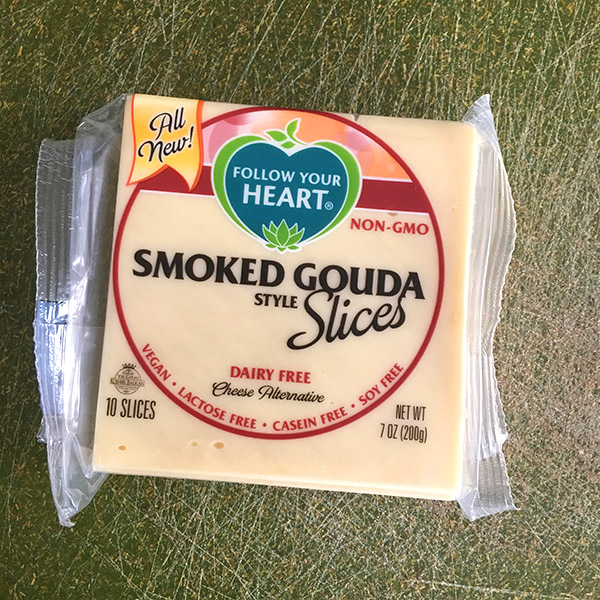 All
New!
FOLLOW YOUR
HEART®
NON-GMO
SMOKED GOUDA
STYLE Slices
DAIRY FREE
Cheese Alternative
VEGAN • LACTOSE FREE • CASEIN FREE • SOY FREE
10 SLICES
NET WT
7 OZ (200g)